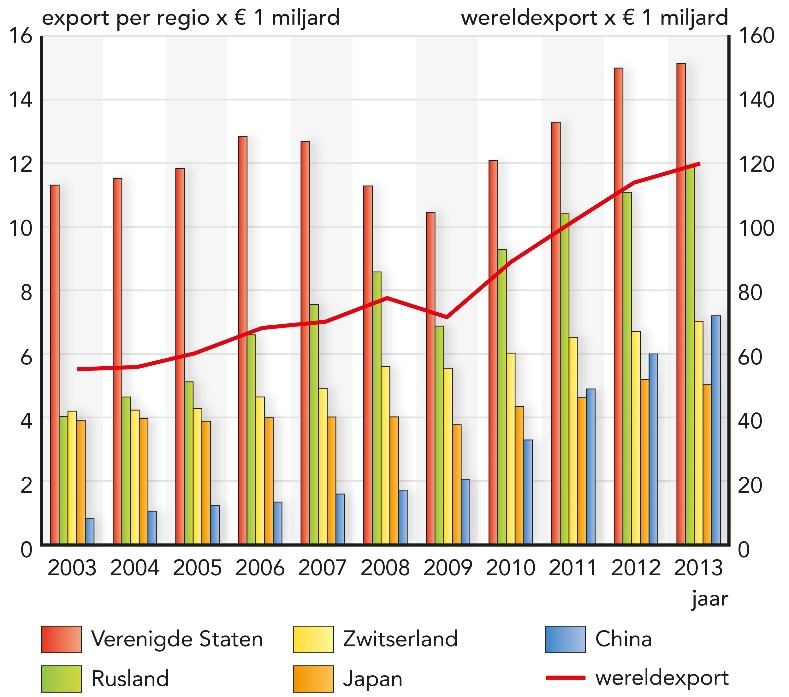 export per regio x € 1 miljard
wereldexport x € 1 miljard
16 160
14 140
12 120
10 100
8 80
6 60
4 40
2 20
0 0
2003 2004 2005 2006 2007 2008 2009 2010 2011 2012 2013
jaar
Verenigde Staten Zwitserland China
Rusland Japan wereldexport